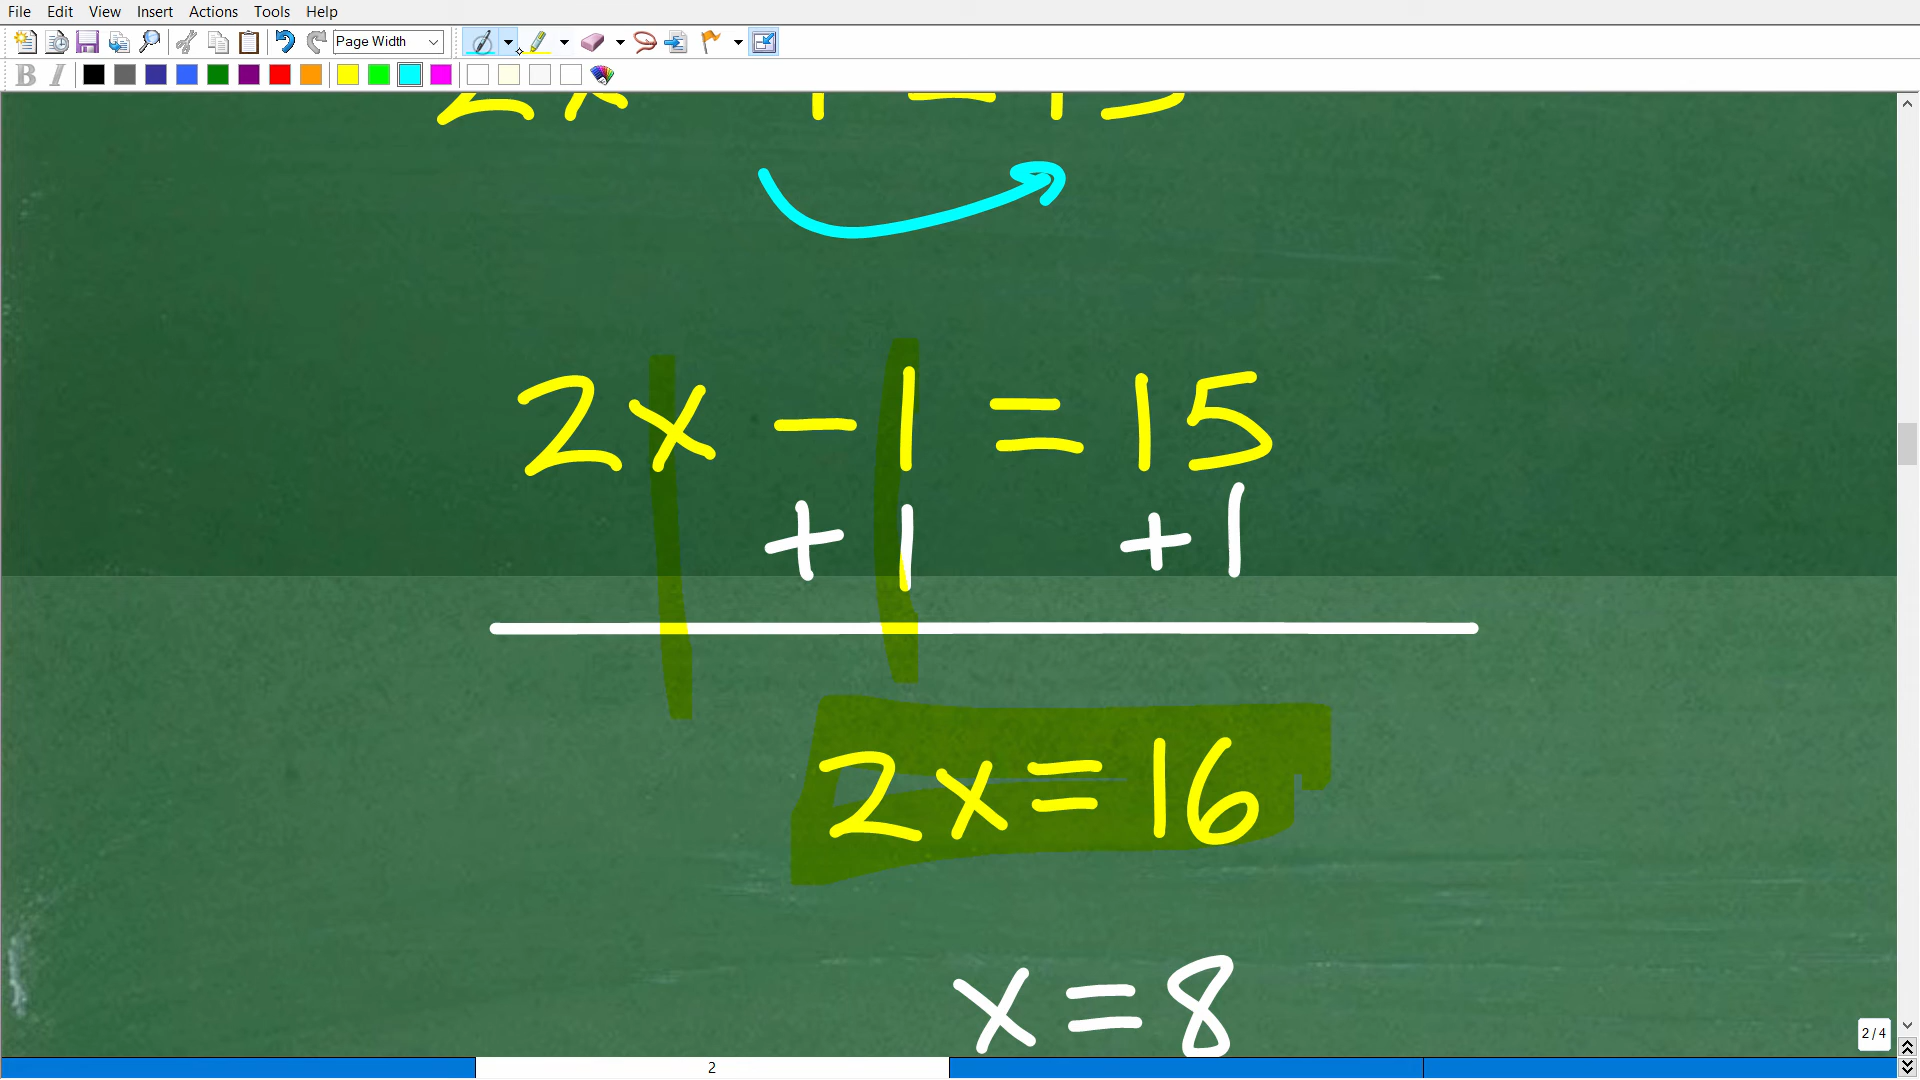 File Edit View Insert Actions Tools Help
Page Width
B I
2x - 1 = 15
+ 1 + 1
2x = 16
x = 8
2 / 4
2